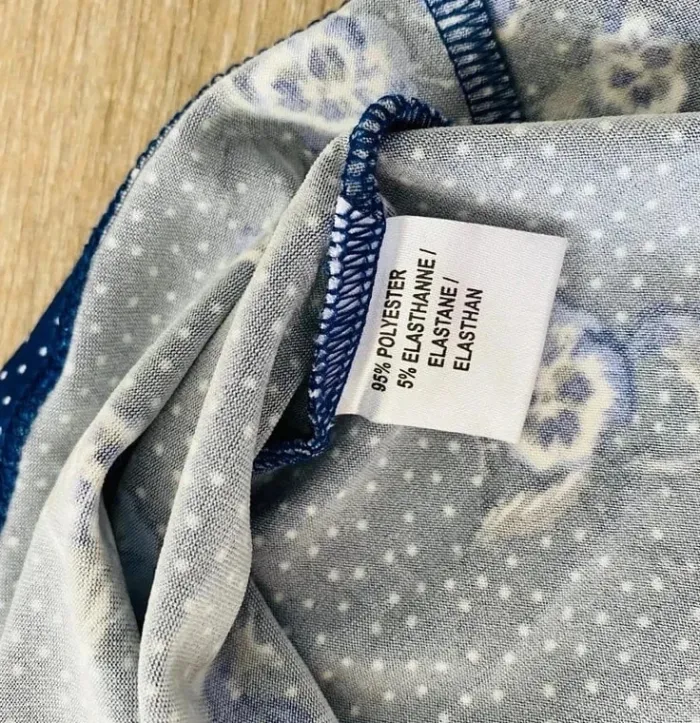 95% POLYESTER
5% ELASTHANNE /
ELASTANE /
ELASTHAN